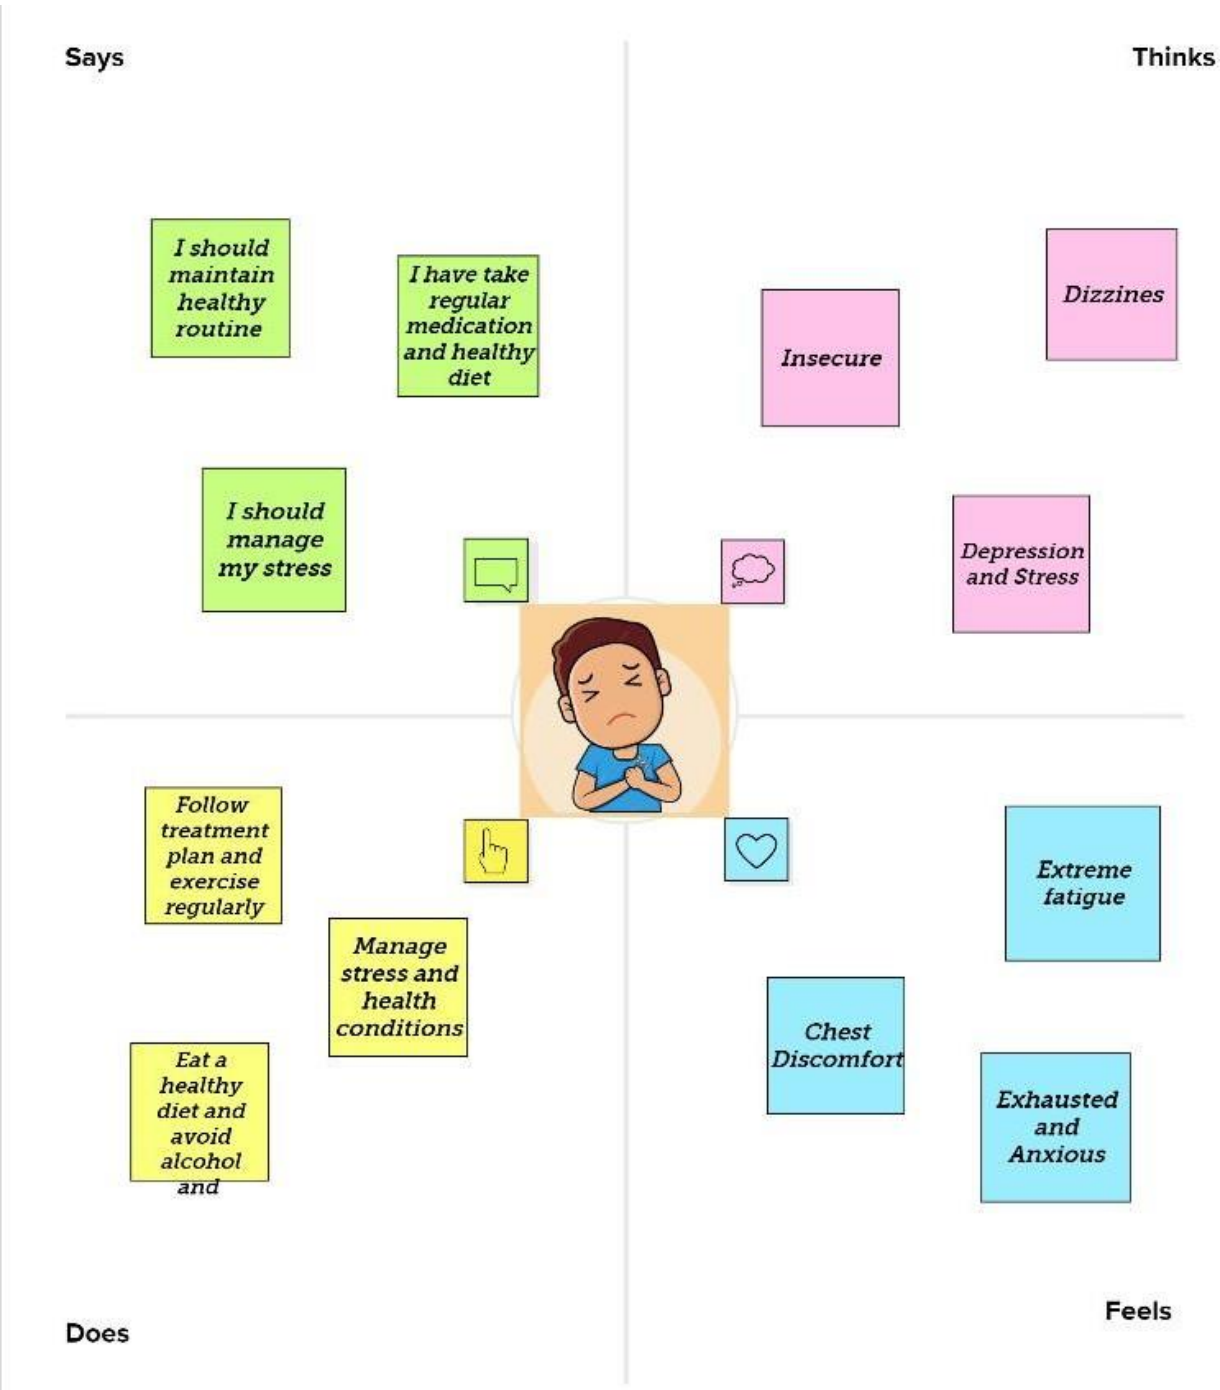 Says
Thinks
I should
maintain
healthy
routine
I have take
regular
medication
and healthy
diet
I should
manage
my stress
Insecure
Dizzines
Depression
and Stress
Follow
treatment
plan and
exercise
regularly
Manage
stress and
health
conditions
Eat a
healthy
diet and
avoid
alcohol
and
Extreme
fatigue
Chest
Discomfort
Exhausted
and
Anxious
Does
Feels